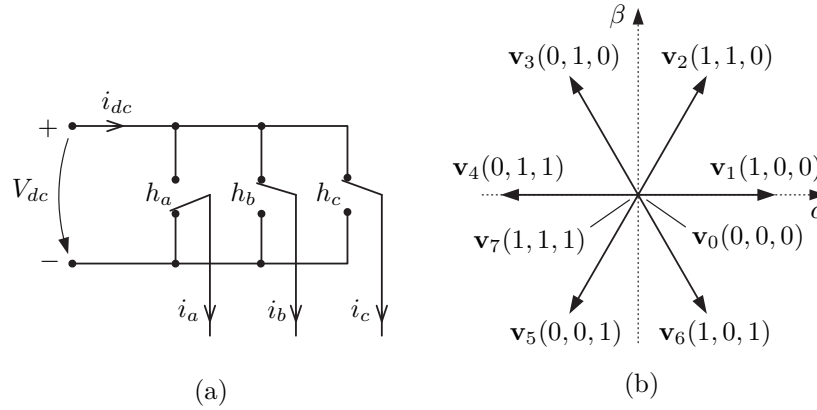 i_dc
+
V_dc
−
h_a
h_b
h_c
i_a
i_b
i_c
(a)
β
v_3(0, 1, 0)
v_2(1, 1, 0)
v_4(0, 1, 1)
v_1(1, 0, 0)
v_7(1, 1, 1)
v_0(0, 0, 0)
v_5(0, 0, 1)
v_6(1, 0, 1)
(b)